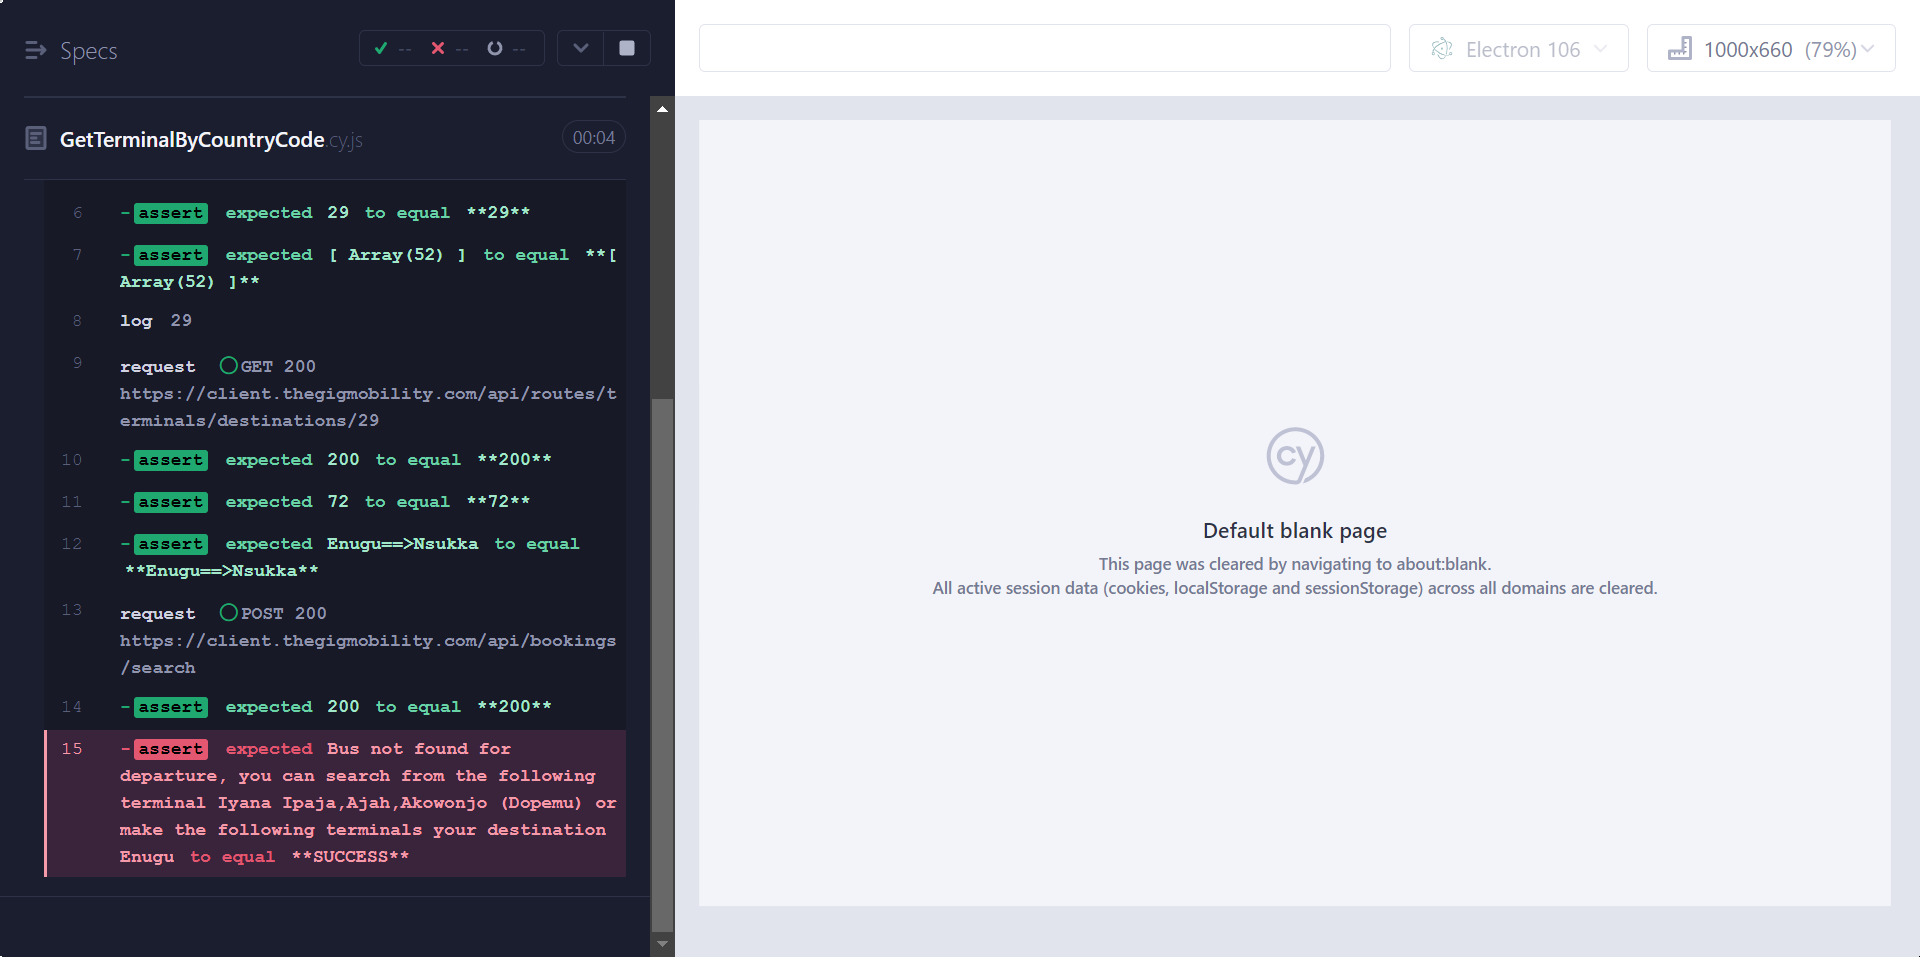 Specs
--
--
--
Electron 106
1000x660 (79%)
GetTerminalByCountryCode.cy.js
00:04
6 -assert expected 29 to equal **29**
7 -assert expected [ Array(52) ] to equal **[
Array(52) ]**
8 log 29
9 request GET 200
https://client.thegigmobility.com/api/routes/t
erminals/destinations/29
10 -assert expected 200 to equal **200**
11 -assert expected 72 to equal **72**
12 -assert expected Enugu==>Nsukka to equal
**Enugu==>Nsukka**
13 request POST 200
https://client.thegigmobility.com/api/bookings
/search
14 -assert expected 200 to equal **200**
15 -assert expected Bus not found for
departure, you can search from the following
terminal Iyana Ipaja,Ajah,Akowonjo (Dopemu) or
make the following terminals your destination
Enugu to equal **SUCCESS**
cy
Default blank page
This page was cleared by navigating to about:blank.
All active session data (cookies, localStorage and sessionStorage) across all domains are cleared.